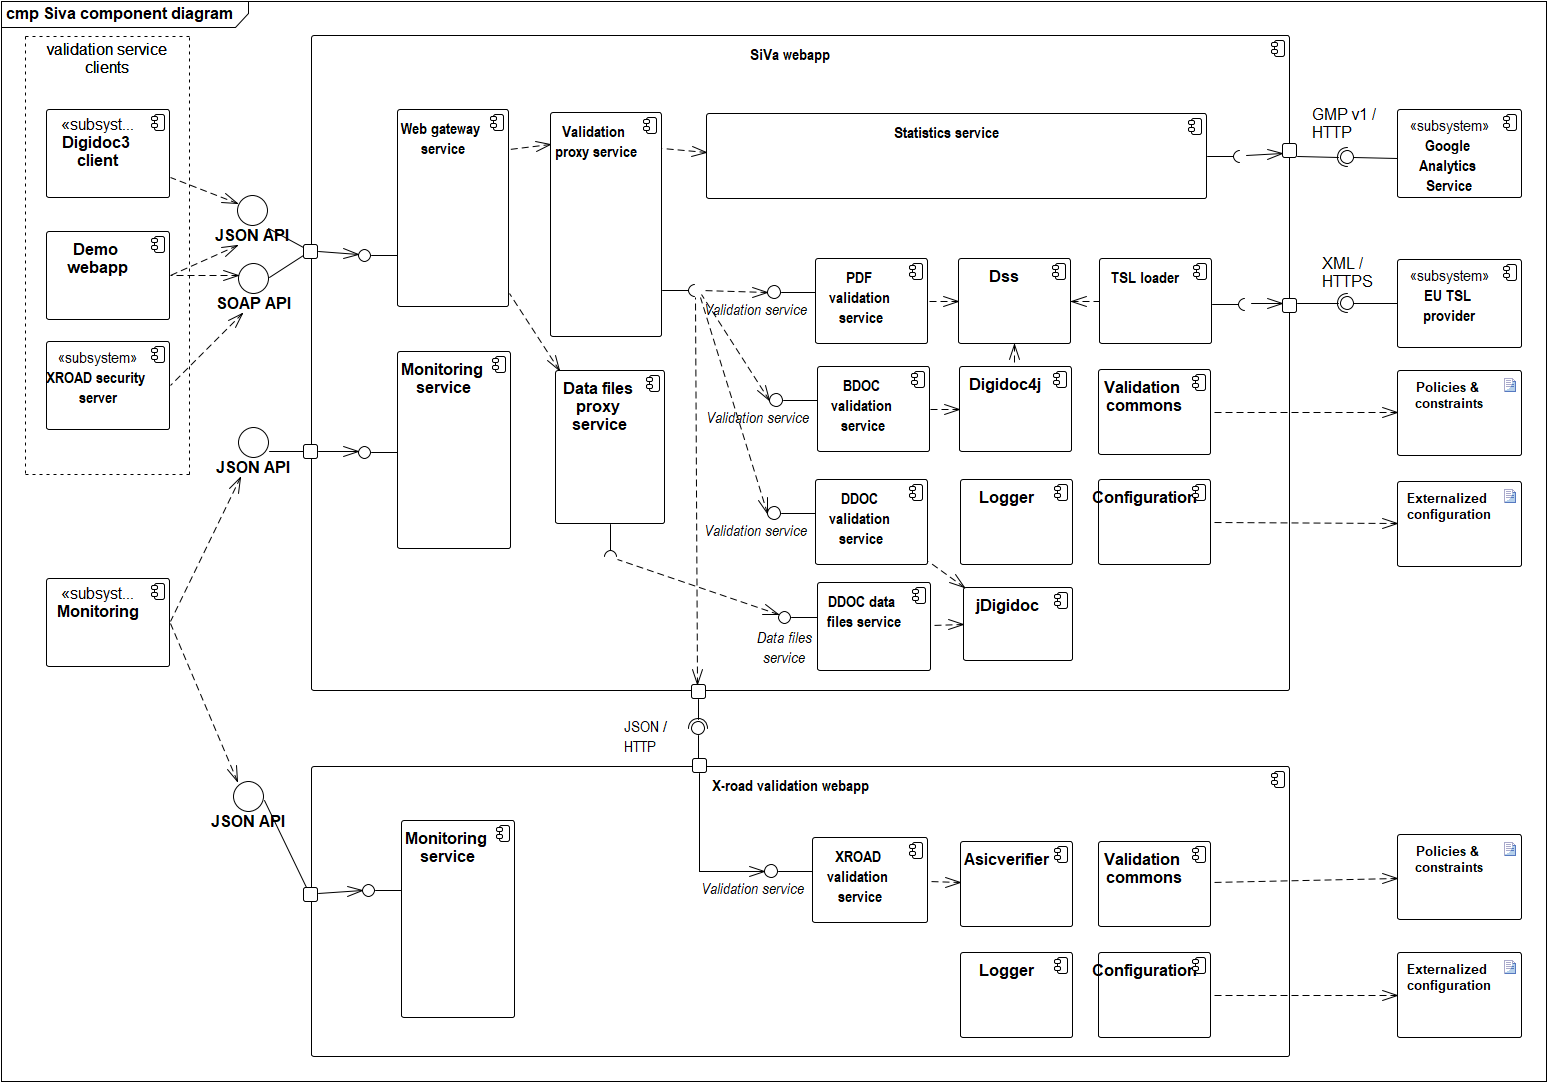 cmp Siva component diagram
validation service
clients
«subsyst...
Digidoc3
client
Demo
webapp
«subsystem»
XROAD security
server
JSON API
SOAP API
JSON API
«subsyst...
Monitoring
JSON API
SiVa webapp
Web gateway
service
Validation
proxy service
Statistics service
Monitoring
service
Data files
proxy
service
PDF
validation
service
Validation service
Dss
TSL loader
BDOC
validation
service
Validation service
Digidoc4j
Validation
commons
DDOC
validation
service
Validation service
Logger
Configuration
DDOC data
files service
Data files
service
jDigidoc
GMP v1 /
HTTP
«subsystem»
Google
Analytics
Service
XML /
HTTPS
«subsystem»
EU TSL
provider
Policies &
constraints
Externalized
configuration
JSON /
HTTP
X-road validation webapp
Monitoring
service
XROAD
validation
service
Validation service
Asicverifier
Validation
commons
Logger
Configuration
Policies &
constraints
Externalized
configuration